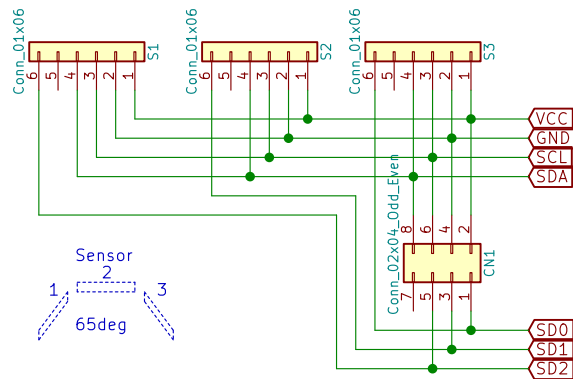 Conn_01x06
S1
6
5
4
3
2
1
Conn_01x06
S2
6
5
4
3
2
1
Conn_01x06
S3
6
5
4
3
2
1
VCC
GND
SCL
SDA
Conn_02x04_Odd_Even
CN1
8
6
4
2
7
5
3
1
Sensor
2
1
3
65deg
SD0
SD1
SD2